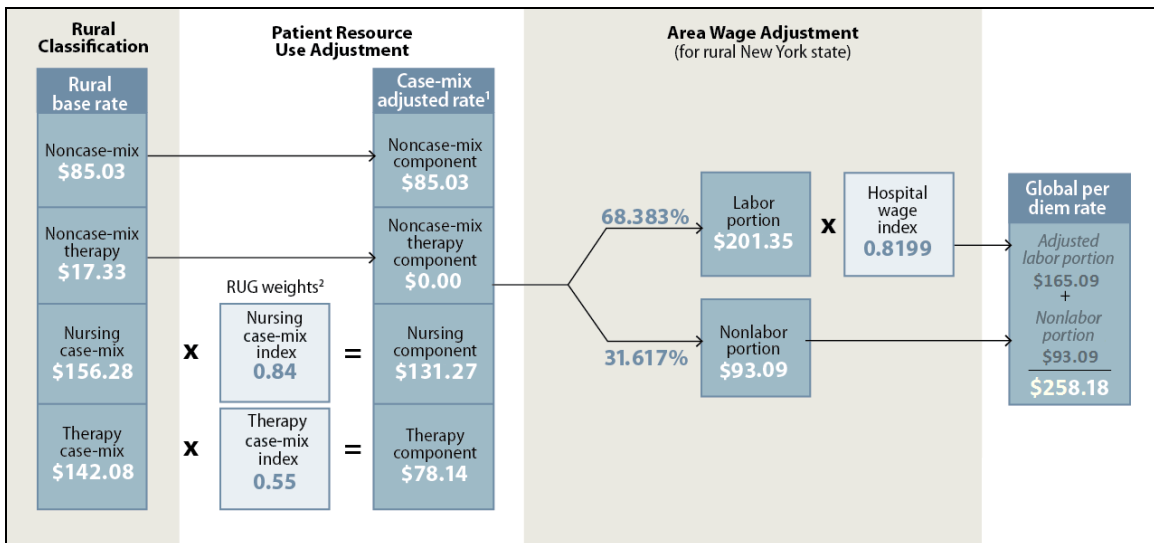 Rural
Classification
Patient Resource
Use Adjustment
Area Wage Adjustment
(for rural New York state)
Rural
base rate
Case-mix
adjusted rate¹
Noncase-mix
$85.03
Noncase-mix
component
$85.03
Noncase-mix
therapy
$17.33
Noncase-mix
therapy
component
$0.00
RUG weights²
Nursing
case-mix
$156.28
x
Nursing
case-mix
index
0.84
=
Nursing
component
$131.27
Therapy
case-mix
$142.08
x
Therapy
case-mix
index
0.55
=
Therapy
component
$78.14
68.383%
Labor
portion
$201.35
x
Hospital
wage
index
0.8199
31.617%
Nonlabor
portion
$93.09
Global per
diem rate
Adjusted
labor portion
$165.09
+
Nonlabor
portion
$93.09
$258.18